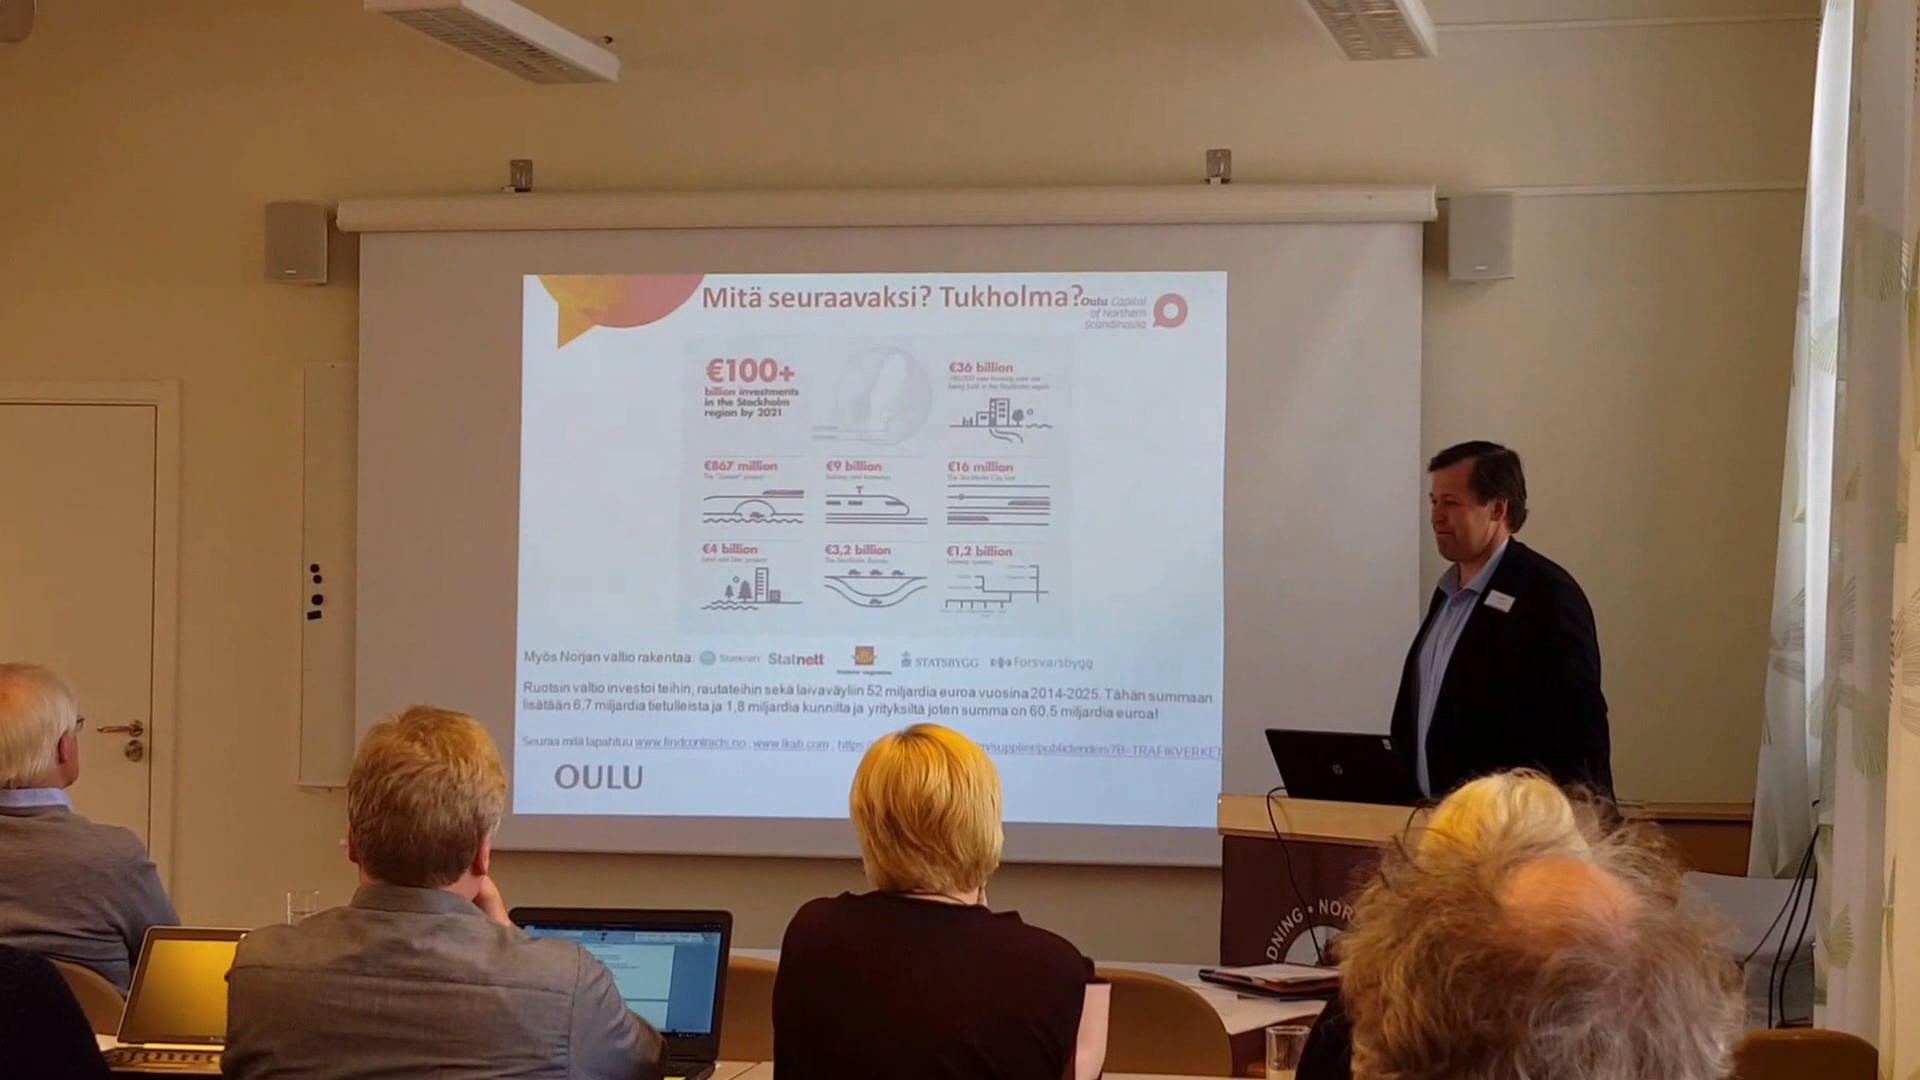 Mitä seuraavaksi? Tukholma?
Oulu Capital
of Northern
Scandinavia
€100+
billion investments
in the Stockholm
region by 2021
€36 billion
€867 million
€9 billion
€16 million
€4 billion
€3,2 billion
€1,2 billion
Myös Norjan valtio rakentaa: Statkraft Statnett STATSBYGG Forsvarsbygg
Ruotsin valtio investoi teihin, rautateihin sekä laivaväyliin 52 miljardia euroa vuosina 2014-2025. Tähän summaan
lisätään 6,7 miljardia tietulleista ja 1,8 miljardia kunnilta ja yrityksiltä joten summa on 60,5 miljardia euroa!
Seuraa mitä tapahtuu www.findcontracts.no , www.lkab.com , https
OULU
DNING • NOR